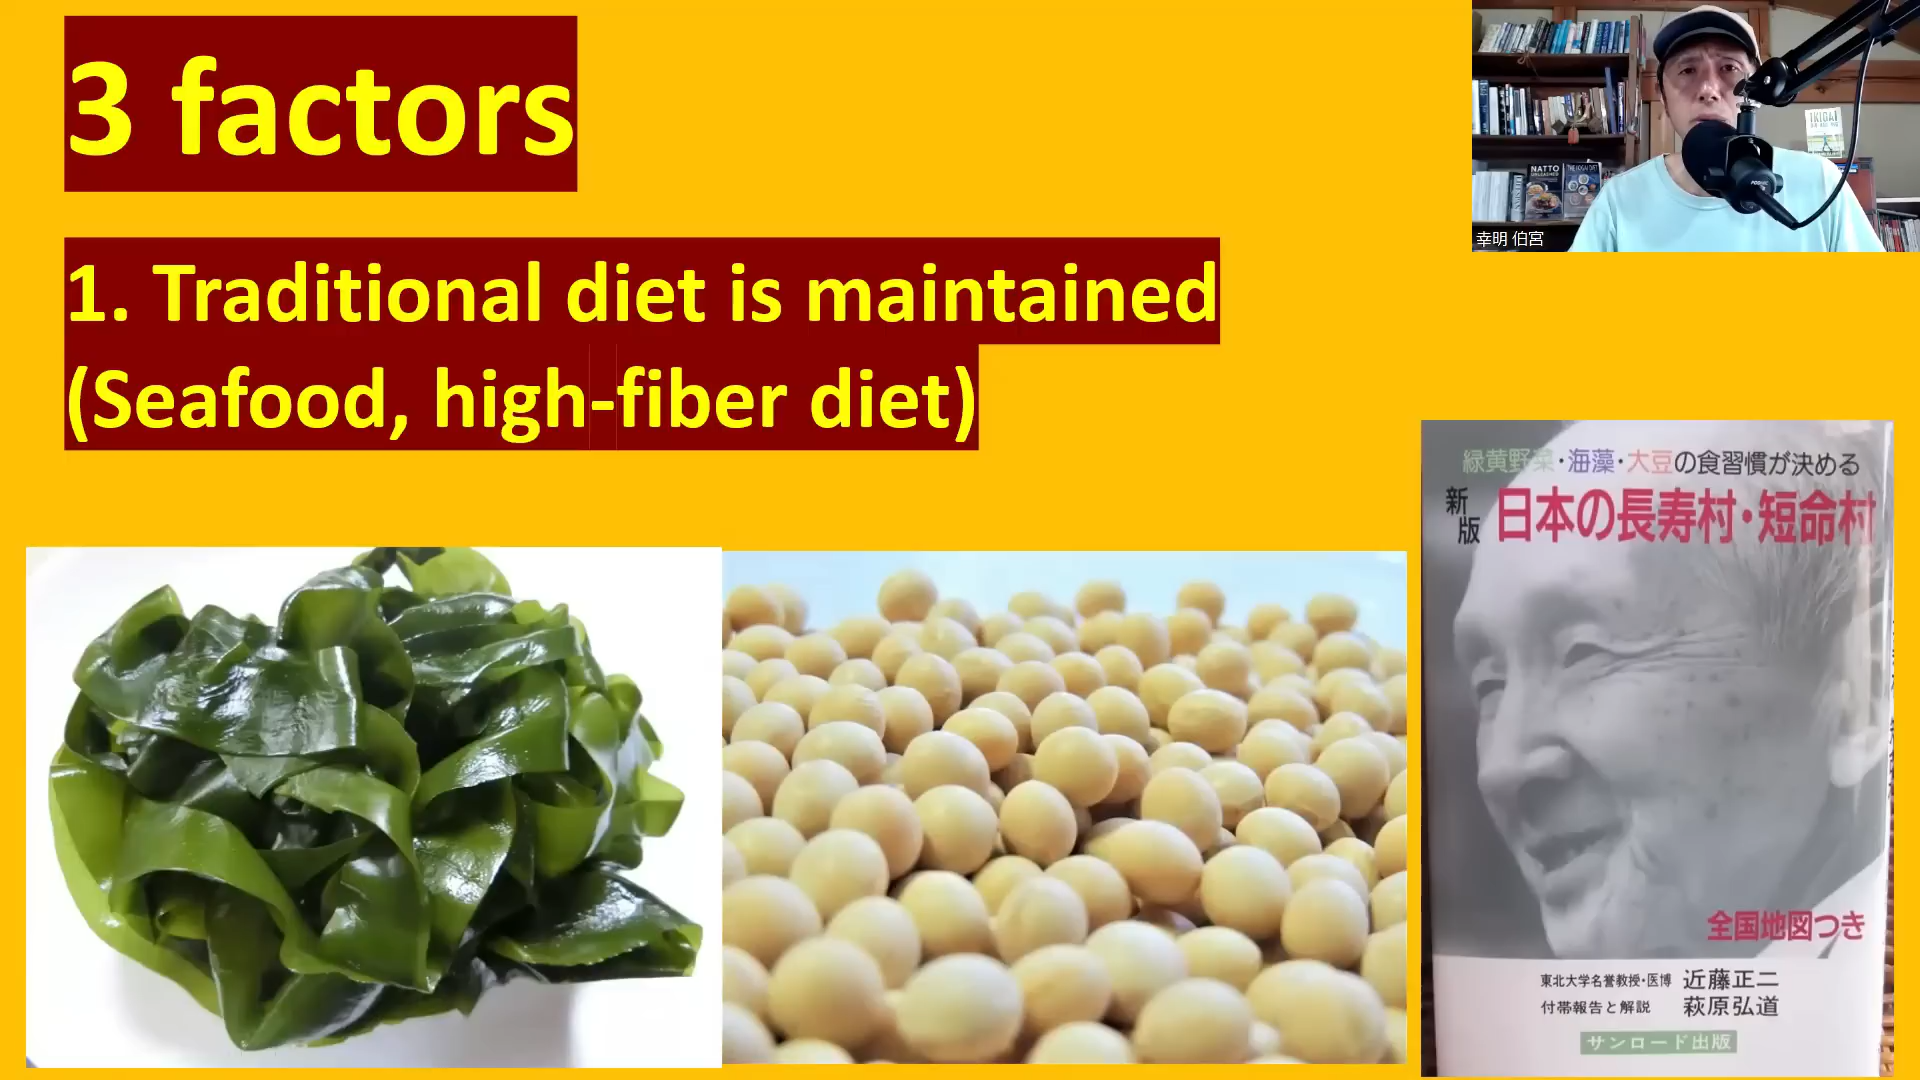 3 factors
1. Traditional diet is maintained
(Seafood, high-fiber diet)
IKIGAI
NATTO
幸明 伯宮
緑黄野菜・海藻・大豆の食習慣が決める
新版 日本の長寿村・短命村
全国地図つき
東北大学名誉教授・医博 近藤正二
付帯報告と解説 萩原弘道
サンロード出版